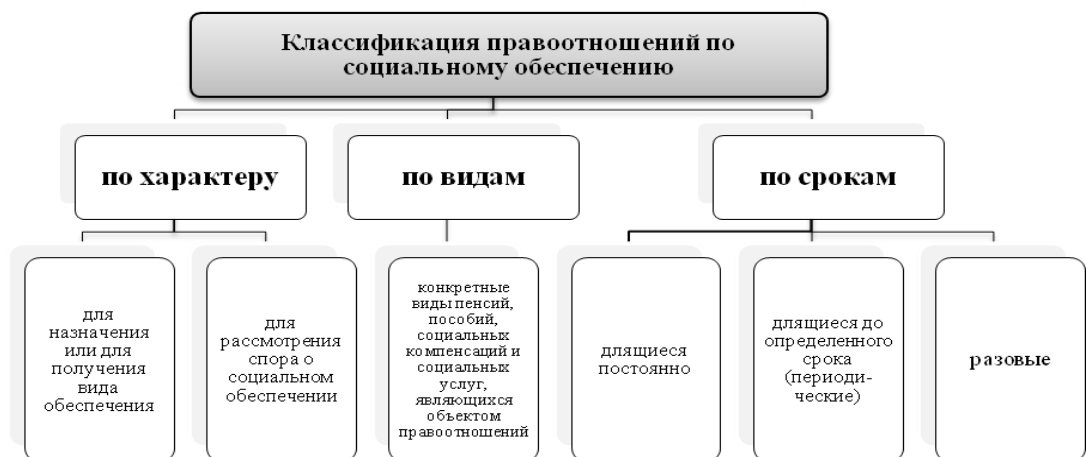 Классификация правоотношений по
социальному обеспечению
по характеру
по видам
по срокам
для
назначения
или для
получения
вида
обеспечения
для
рассмотрения
спора о
социальном
обеспечении
конкретные
виды пенсий,
пособий,
социальных
компенсаций и
социальных
услуг,
являющихся
объектом
правоотношений
длящиеся
постоянно
длящиеся до
определенного
срока
(периоди-
ческие)
разовые